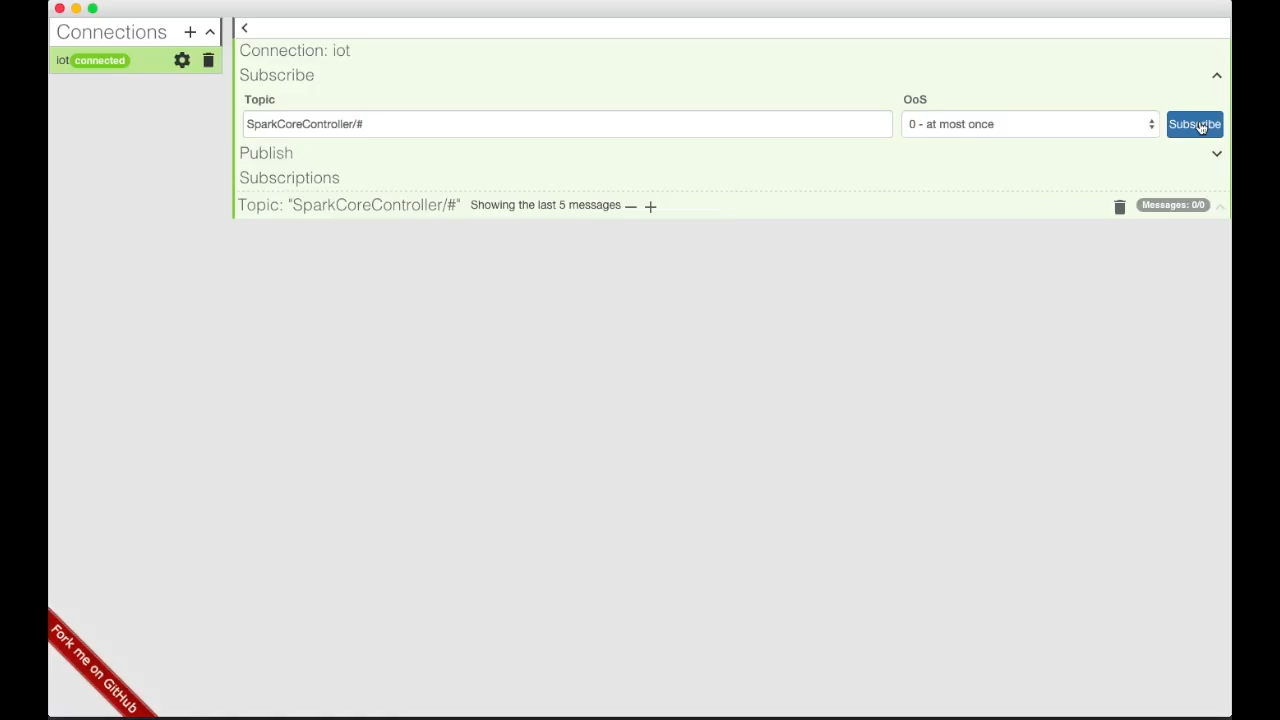 Connections
iot connected
Connection: iot
Subscribe
Topic
QoS
SparkCoreController/#
0 - at most once
Subscribe
Publish
Subscriptions
Topic: "SparkCoreController/#" Showing the last 5 messages
Messages: 0/0
Fork me on GitHub